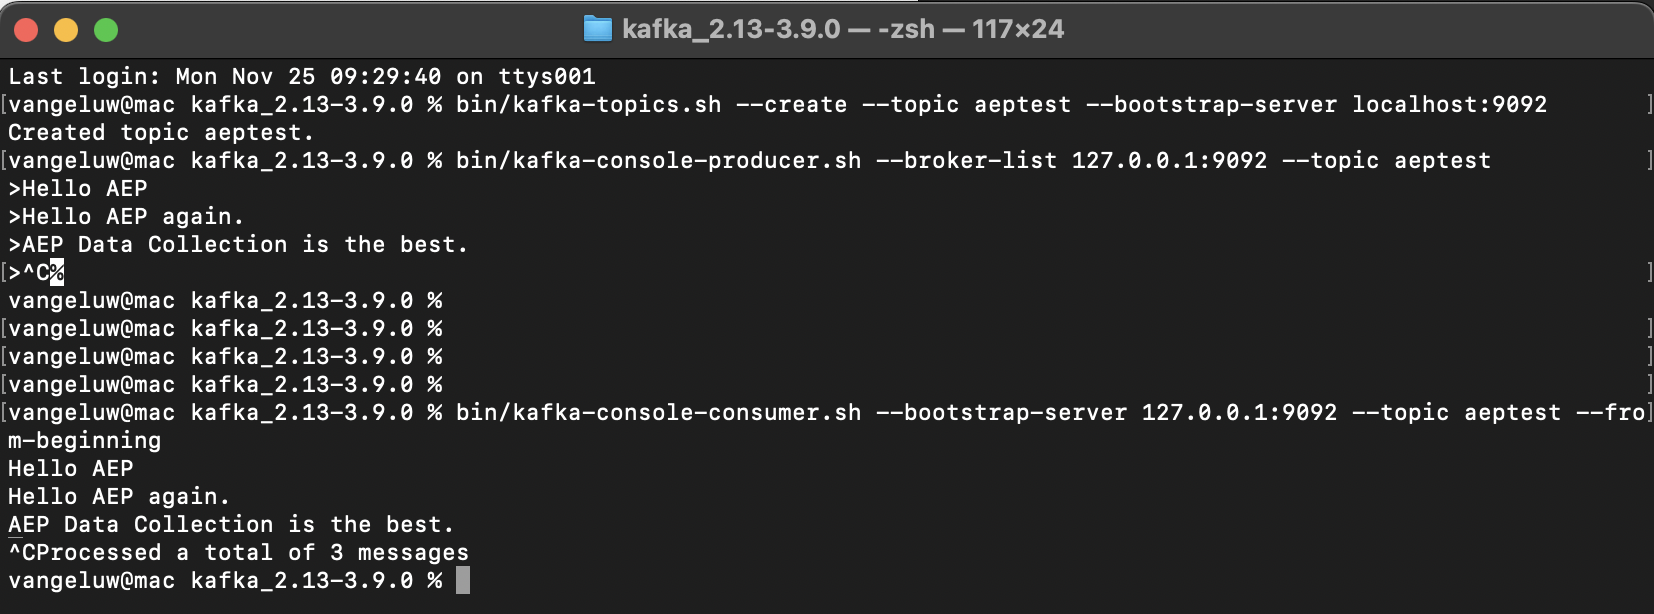 kafka_2.13-3.9.0 — -zsh — 117×24
Last login: Mon Nov 25 09:29:40 on ttys001
[vangeluw@mac kafka_2.13-3.9.0 % bin/kafka-topics.sh --create --topic aeptest --bootstrap-server localhost:9092 ]
Created topic aeptest.
[vangeluw@mac kafka_2.13-3.9.0 % bin/kafka-console-producer.sh --broker-list 127.0.0.1:9092 --topic aeptest ]
>Hello AEP
>Hello AEP again.
>AEP Data Collection is the best.
[>^C% ]
vangeluw@mac kafka_2.13-3.9.0 %
[vangeluw@mac kafka_2.13-3.9.0 % ]
[vangeluw@mac kafka_2.13-3.9.0 % ]
[vangeluw@mac kafka_2.13-3.9.0 % ]
[vangeluw@mac kafka_2.13-3.9.0 % bin/kafka-console-consumer.sh --bootstrap-server 127.0.0.1:9092 --topic aeptest --fro]
m-beginning
Hello AEP
Hello AEP again.
AEP Data Collection is the best.
^CProcessed a total of 3 messages
vangeluw@mac kafka_2.13-3.9.0 %